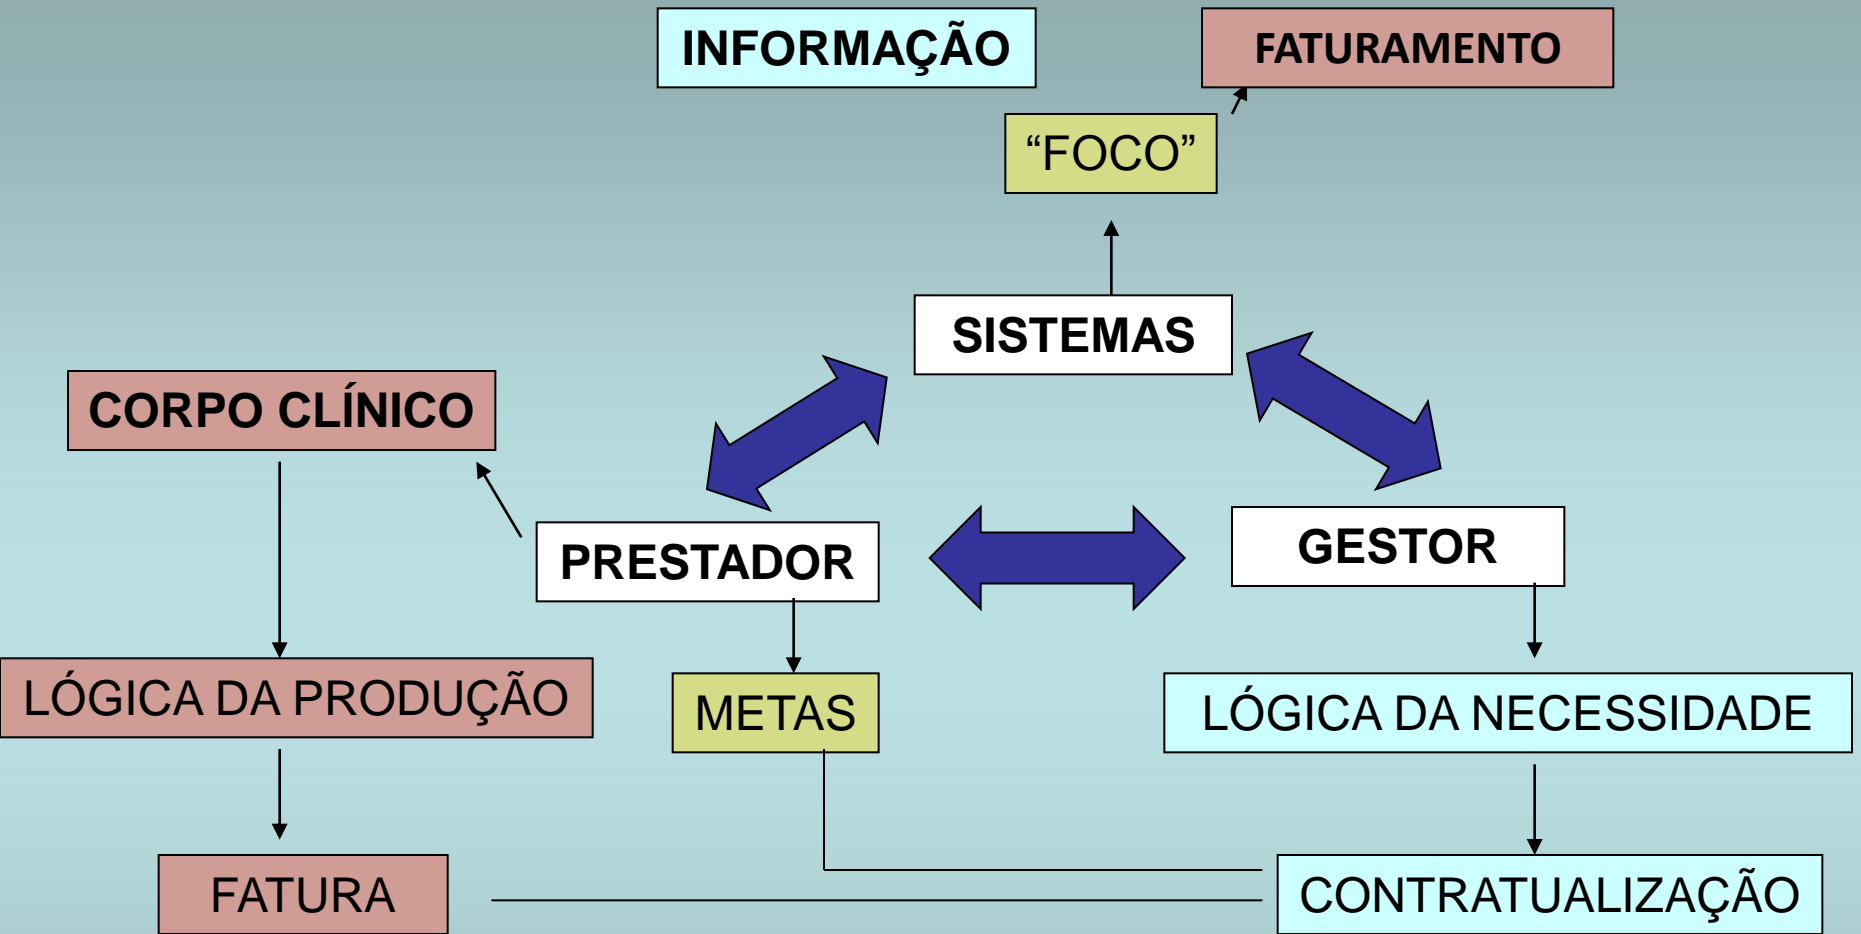 INFORMAÇÃO
FATURAMENTO
“FOCO”
SISTEMAS
CORPO CLÍNICO
PRESTADOR
GESTOR
LÓGICA DA PRODUÇÃO
METAS
LÓGICA DA NECESSIDADE
FATURA
CONTRATUALIZAÇÃO